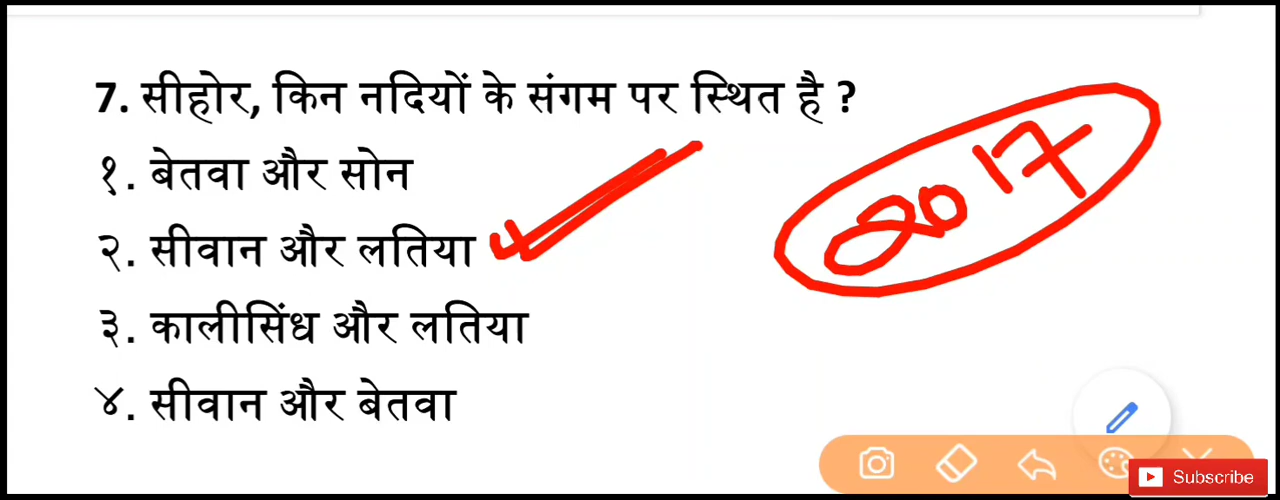 7. सीहोर, किन नदियों के संगम पर स्थित है ?
१. बेतवा और सोन
२. सीवान और लतिया
३. कालीसिंध और लतिया
४. सीवान और बेतवा
2017
Subscribe